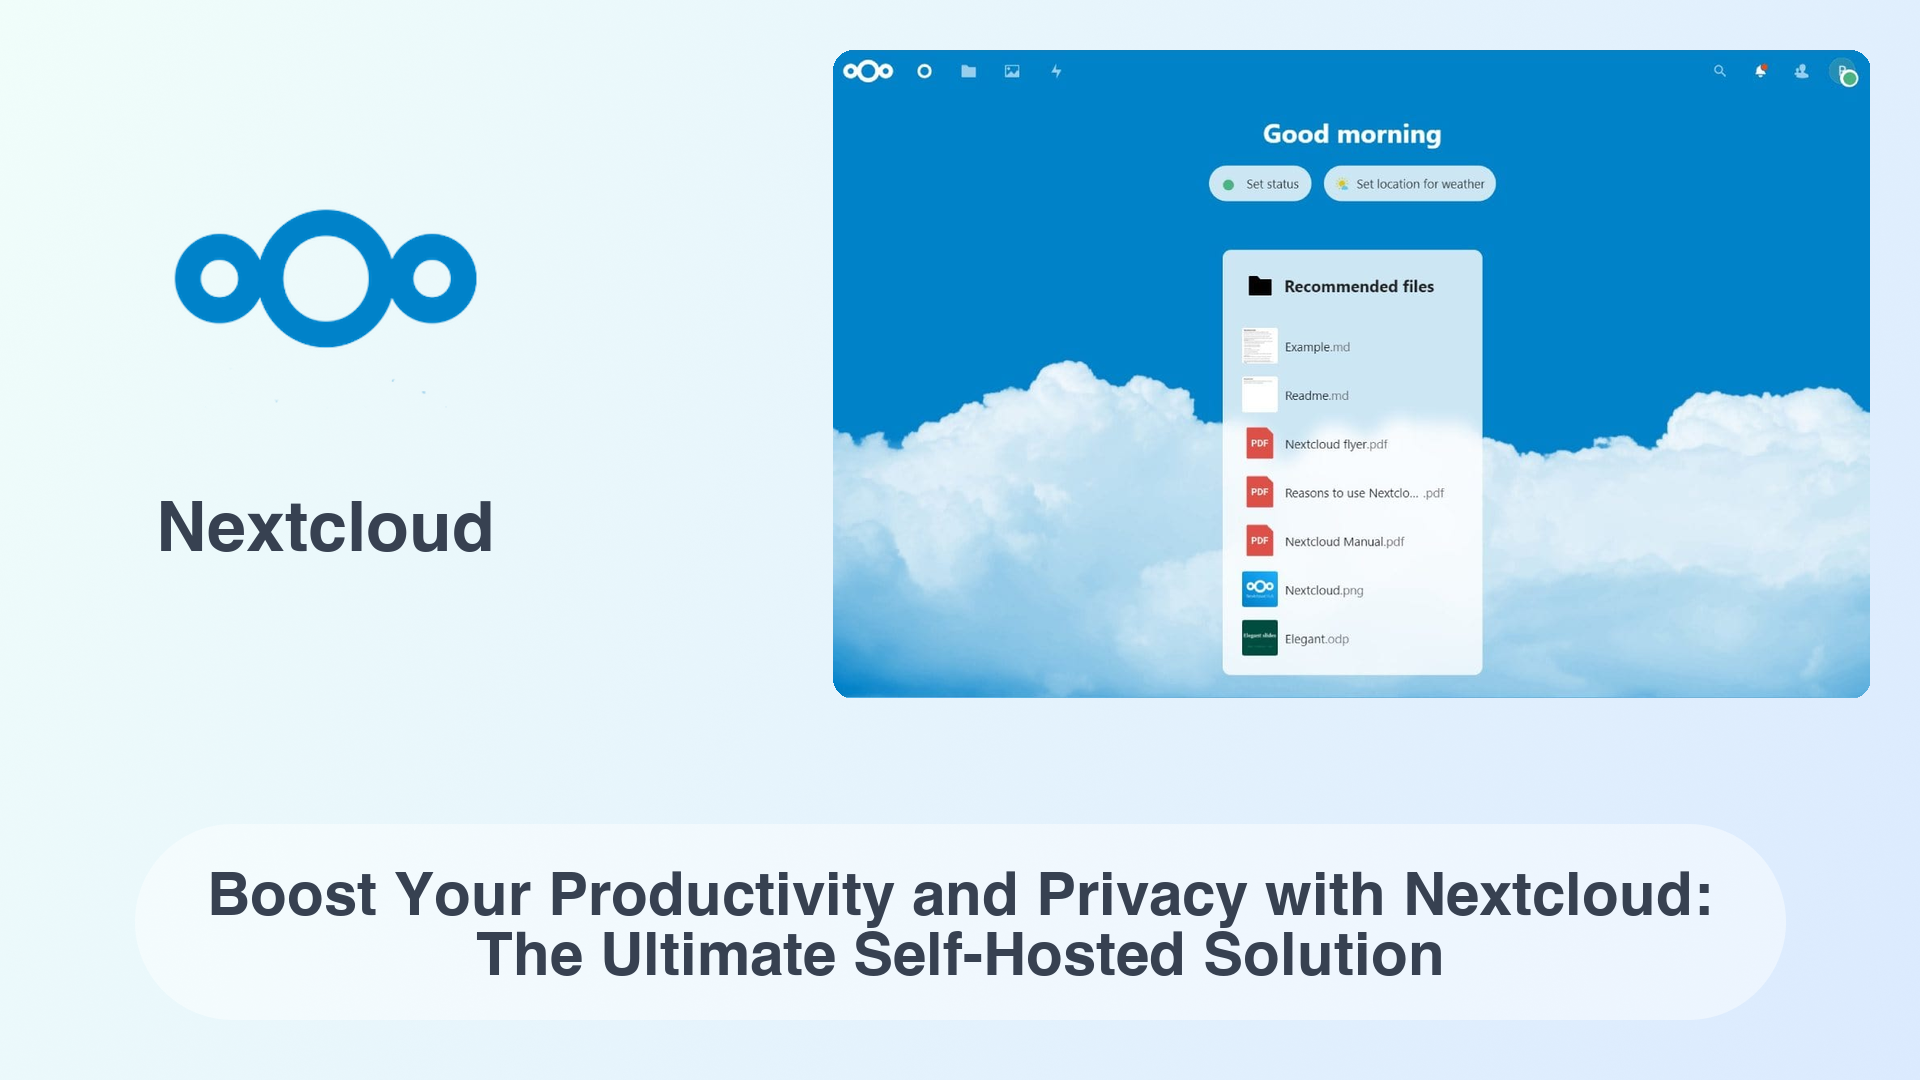 Nextcloud
Good morning
Set status
Set location for weather
Recommended files
Example.md
Readme.md
PDF
Nextcloud flyer.pdf
PDF
Reasons to use Nextclo... .pdf
PDF
Nextcloud Manual.pdf
Nextcloud.png
Elegant slides
Elegant.odp
Boost Your Productivity and Privacy with Nextcloud:
The Ultimate Self-Hosted Solution